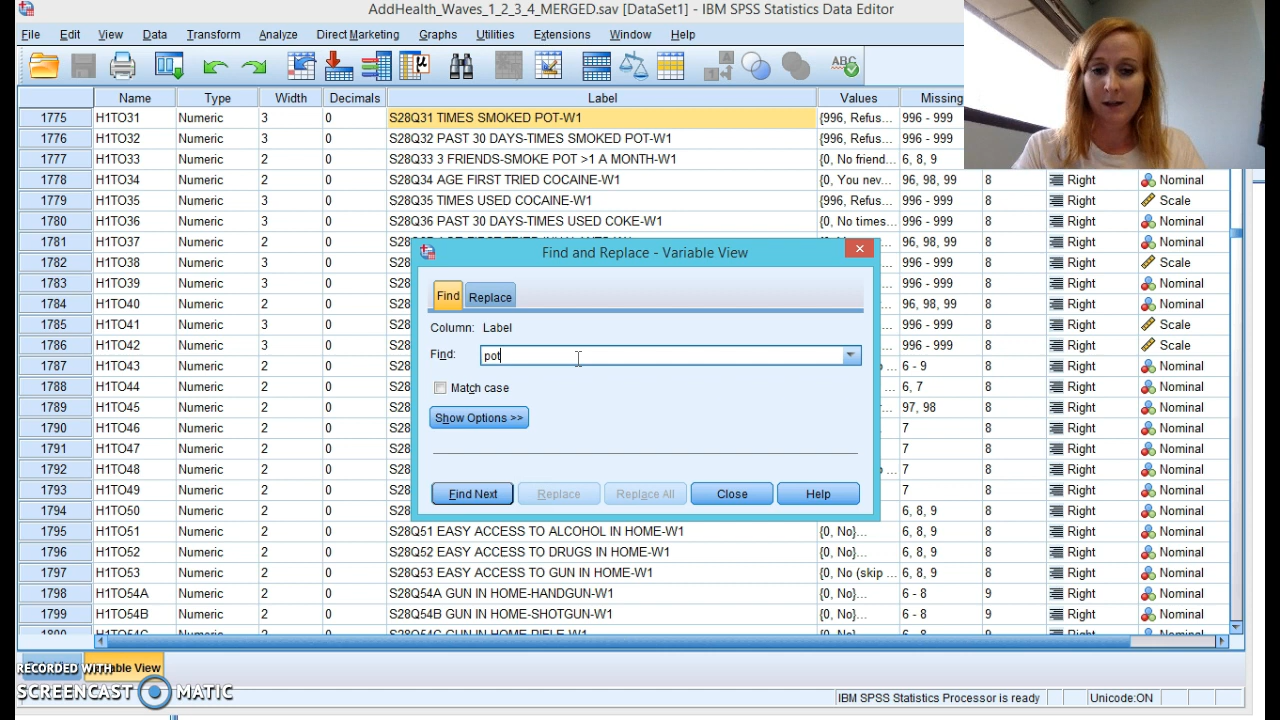 AddHealth_Waves_1_2_3_4_MERGED.sav [DataSet1] - IBM SPSS Statistics Data Editor
File Edit View Data Transform Analyze Direct Marketing Graphs Utilities Extensions Window Help
Name Type Width Decimals Label Values Missing
1775 H1TO31 Numeric 3 0 S28Q31 TIMES SMOKED POT-W1 {996, Refus... 996 - 999
1776 H1TO32 Numeric 3 0 S28Q32 PAST 30 DAYS-TIMES SMOKED POT-W1 {996, Refus... 996 - 999
1777 H1TO33 Numeric 2 0 S28Q33 3 FRIENDS-SMOKE POT >1 A MONTH-W1 {0, No friend... 6, 8, 9
1778 H1TO34 Numeric 2 0 S28Q34 AGE FIRST TRIED COCAINE-W1 {0, You nev... 96, 98, 99 8 Right Nominal
1779 H1TO35 Numeric 3 0 S28Q35 TIMES USED COCAINE-W1 {996, Refus... 996 - 999 8 Right Scale
1780 H1TO36 Numeric 3 0 S28Q36 PAST 30 DAYS-TIMES USED COKE-W1 {0, No times... 996 - 999 8 Right Nominal
1781 H1TO37 Numeric 2 0 96, 98, 99 8 Right Nominal
1782 H1TO38 Numeric 3 0 S28 996 - 999 8 Right Scale
1783 H1TO39 Numeric 3 0 S28 996 - 999 8 Right Nominal
1784 H1TO40 Numeric 2 0 S28 96, 98, 99 8 Right Nominal
1785 H1TO41 Numeric 3 0 S28 996 - 999 8 Right Scale
1786 H1TO42 Numeric 3 0 S28 996 - 999 8 Right Nominal
1787 H1TO43 Numeric 2 0 S28 ... 6 - 9 8 Right Nominal
1788 H1TO44 Numeric 2 0 S28 6, 7 8 Right Nominal
1789 H1TO45 Numeric 2 0 S28 97, 98 8 Right Nominal
1790 H1TO46 Numeric 2 0 S28 7 8 Right Nominal
1791 H1TO47 Numeric 2 0 S28 7 8 Right Nominal
1792 H1TO48 Numeric 2 0 S28 ... 7 8 Right Nominal
1793 H1TO49 Numeric 2 0 S28 7 8 Right Nominal
1794 H1TO50 Numeric 2 0 S28 6, 8, 9 8 Right Nominal
1795 H1TO51 Numeric 2 0 S28Q51 EASY ACCESS TO ALCOHOL IN HOME-W1 {0, No}... 6, 8, 9 8 Right Nominal
1796 H1TO52 Numeric 2 0 S28Q52 EASY ACCESS TO DRUGS IN HOME-W1 {0, No}... 6, 8, 9 8 Right Nominal
1797 H1TO53 Numeric 2 0 S28Q53 EASY ACCESS TO GUN IN HOME-W1 {0, No (skip ... 6, 8, 9 8 Right Nominal
1798 H1TO54A Numeric 2 0 S28Q54A GUN IN HOME-HANDGUN-W1 {0, No}... 6 - 8 9 Right Nominal
1799 H1TO54B Numeric 2 0 S28Q54B GUN IN HOME-SHOTGUN-W1 {0, No}... 6 - 8 9 Right Nominal
1800 H1TO54C Numeric 2 0 S28Q54C GUN IN HOME-RIFLE-W1 {0, No}... 6 - 8 9 Right Nominal
Find and Replace - Variable View
Find Replace
Column: Label
Find: pot
Match case
Show Options >>
Find Next Replace Replace All Close Help
Variable View
RECORDED WITH
SCREENCAST MATIC
IBM SPSS Statistics Processor is ready Unicode:ON